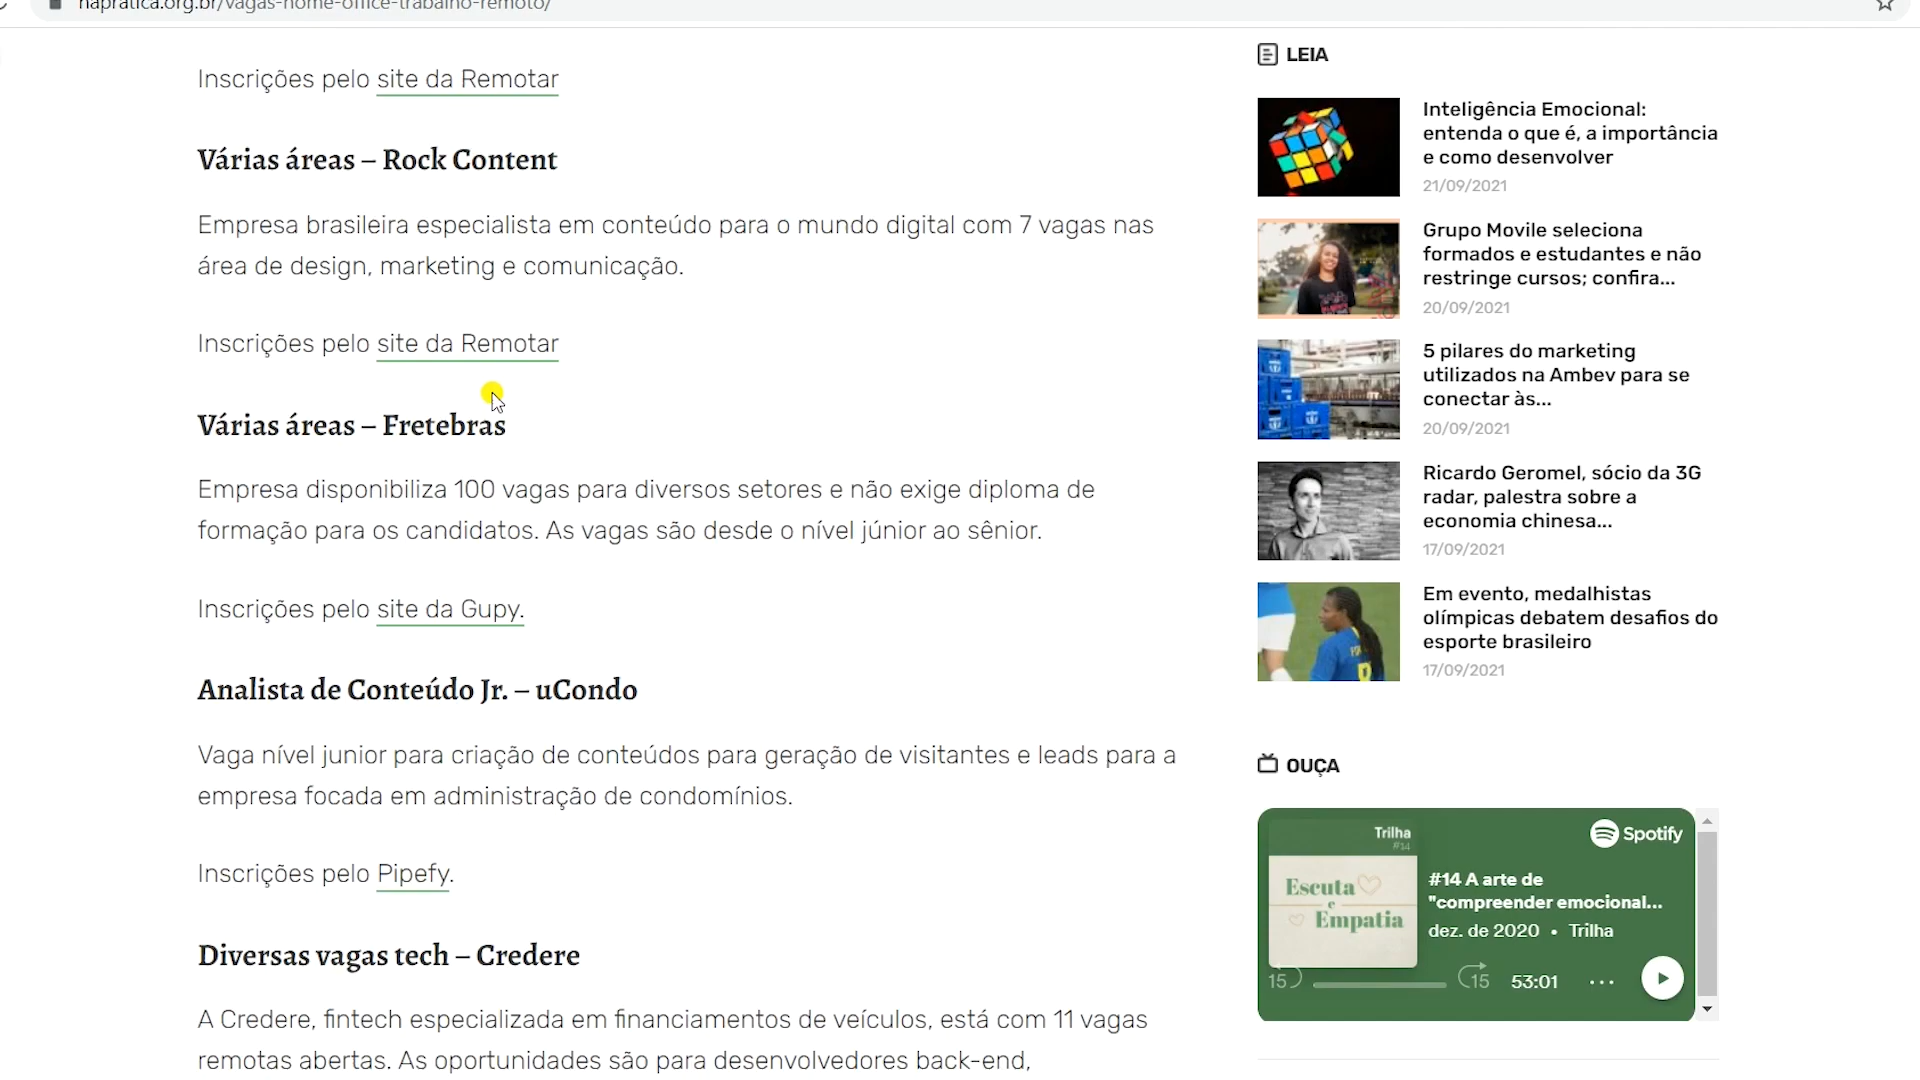 napratica.org.br/vagas-home-office-trabalho-remoto/
Inscrições pelo site da Remotar
Várias áreas – Rock Content
Empresa brasileira especialista em conteúdo para o mundo digital com 7 vagas nas
área de design, marketing e comunicação.
Inscrições pelo site da Remotar
Várias áreas – Fretebras
Empresa disponibiliza 100 vagas para diversos setores e não exige diploma de
formação para os candidatos. As vagas são desde o nível júnior ao sênior.
Inscrições pelo site da Gupy.
Analista de Conteúdo Jr. – uCondo
Vaga nível junior para criação de conteúdos para geração de visitantes e leads para a
empresa focada em administração de condomínios.
Inscrições pelo Pipefy.
Diversas vagas tech – Credere
A Credere, fintech especializada em financiamentos de veículos, está com 11 vagas
remotas abertas. As oportunidades são para desenvolvedores back-end,
LEIA
Inteligência Emocional:
entenda o que é, a importância
e como desenvolver
21/09/2021
Grupo Movile seleciona
formados e estudantes e não
restringe cursos; confira...
20/09/2021
5 pilares do marketing
utilizados na Ambev para se
conectar às...
20/09/2021
Ricardo Geromel, sócio da 3G
radar, palestra sobre a
economia chinesa...
17/09/2021
Em evento, medalhistas
olímpicas debatem desafios do
esporte brasileiro
17/09/2021
OUÇA
Trilha
#14
Escuta
e
Empatia
Spotify
#14 A arte de
"compreender emocional...
dez. de 2020 • Trilha
15
15
53:01